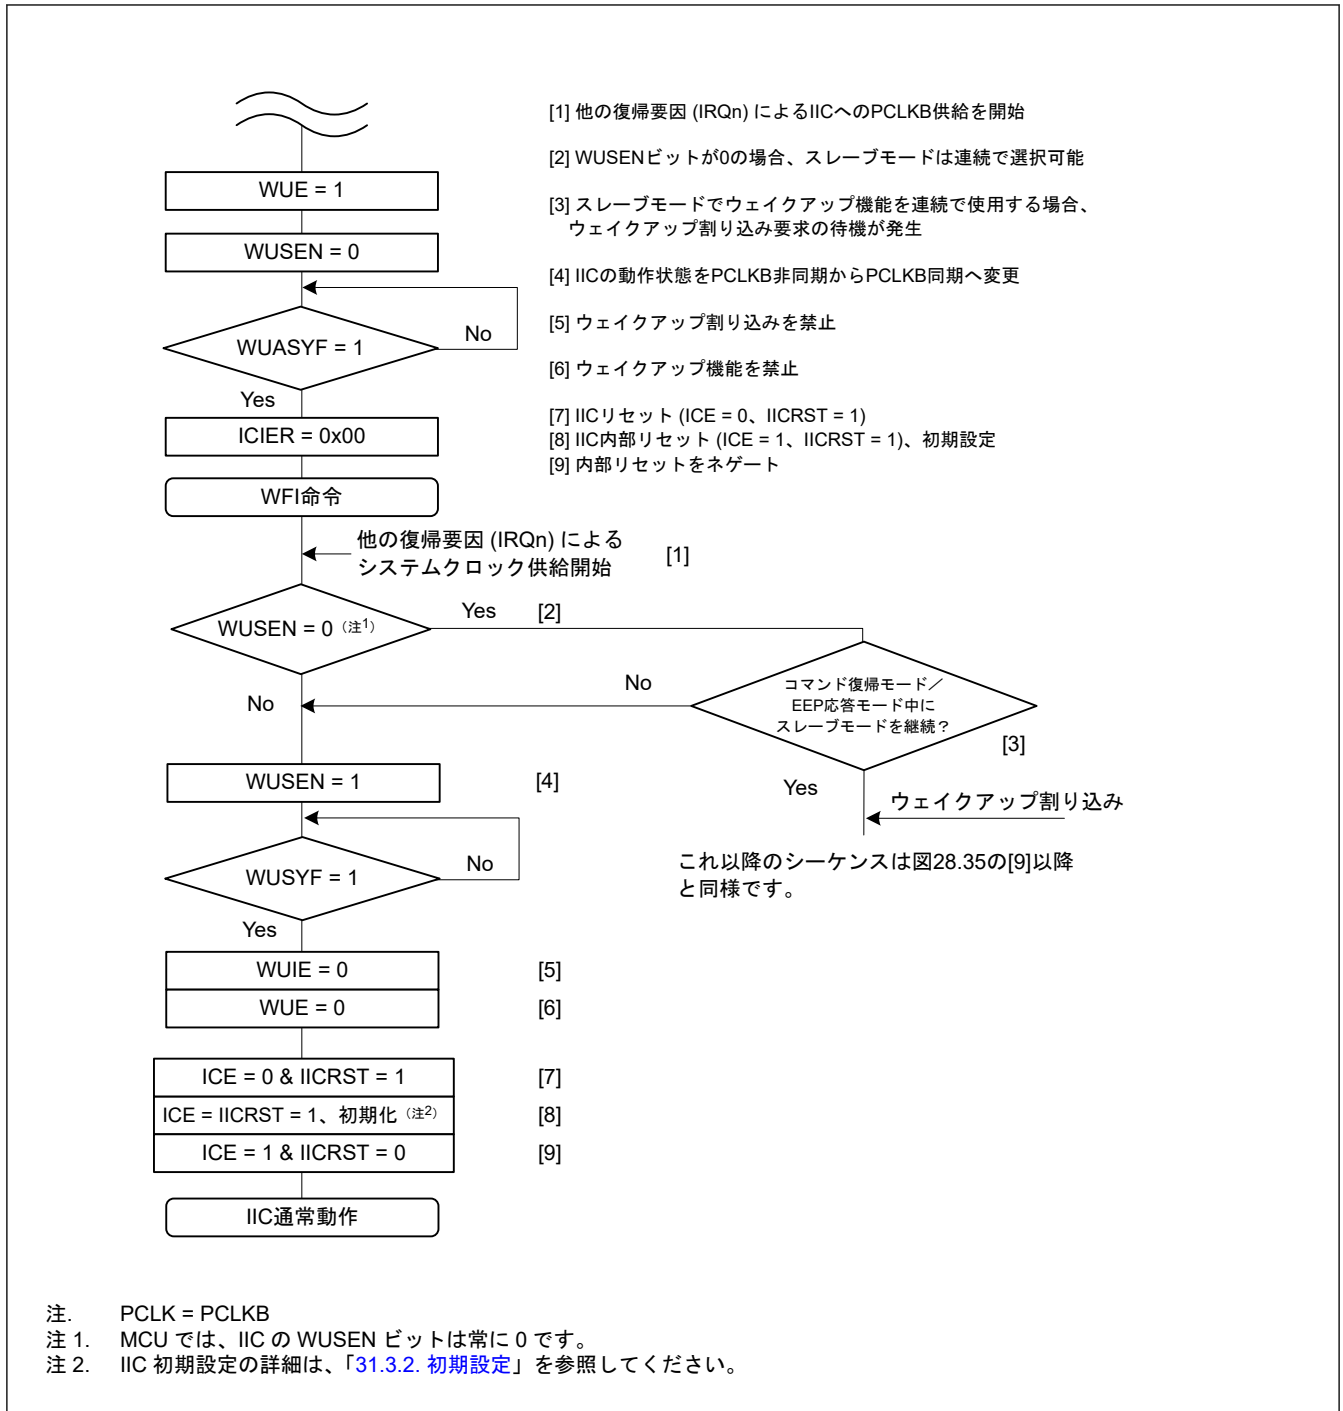 [1] 他の復帰要因 (IRQn) によるIICへのPCLKB供給を開始
[2] WUSENビットが0の場合、スレーブモードは連続で選択可能
[3] スレーブモードでウェイクアップ機能を連続で使用する場合、
ウェイクアップ割り込み要求の待機が発生
[4] IICの動作状態をPCLKB非同期からPCLKB同期へ変更
[5] ウェイクアップ割り込みを禁止
[6] ウェイクアップ機能を禁止
[7] IICリセット (ICE = 0、IICRST = 1)
[8] IIC内部リセット (ICE = 1、IICRST = 1)、初期設定
[9] 内部リセットをネゲート
WUE = 1
WUSEN = 0
WUASYF = 1
No
Yes
ICIER = 0x00
WFI命令
他の復帰要因 (IRQn) による
システムクロック供給開始
[1]
WUSEN = 0（注1）
Yes
[2]
No
コマンド復帰モード／
EEP応答モード中に
スレーブモードを継続？
[3]
No
Yes
ウェイクアップ割り込み
これ以降のシーケンスは図28.35の[9]以降
と同様です。
WUSEN = 1
[4]
WUSYF = 1
No
Yes
WUIE = 0
[5]
WUE = 0
[6]
ICE = 0 & IICRST = 1
[7]
ICE = IICRST = 1、初期化（注2）
[8]
ICE = 1 & IICRST = 0
[9]
IIC通常動作
注. PCLK = PCLKB
注 1. MCU では、IIC の WUSEN ビットは常に 0 です。
注 2. IIC 初期設定の詳細は、「31.3.2. 初期設定」を参照してください。